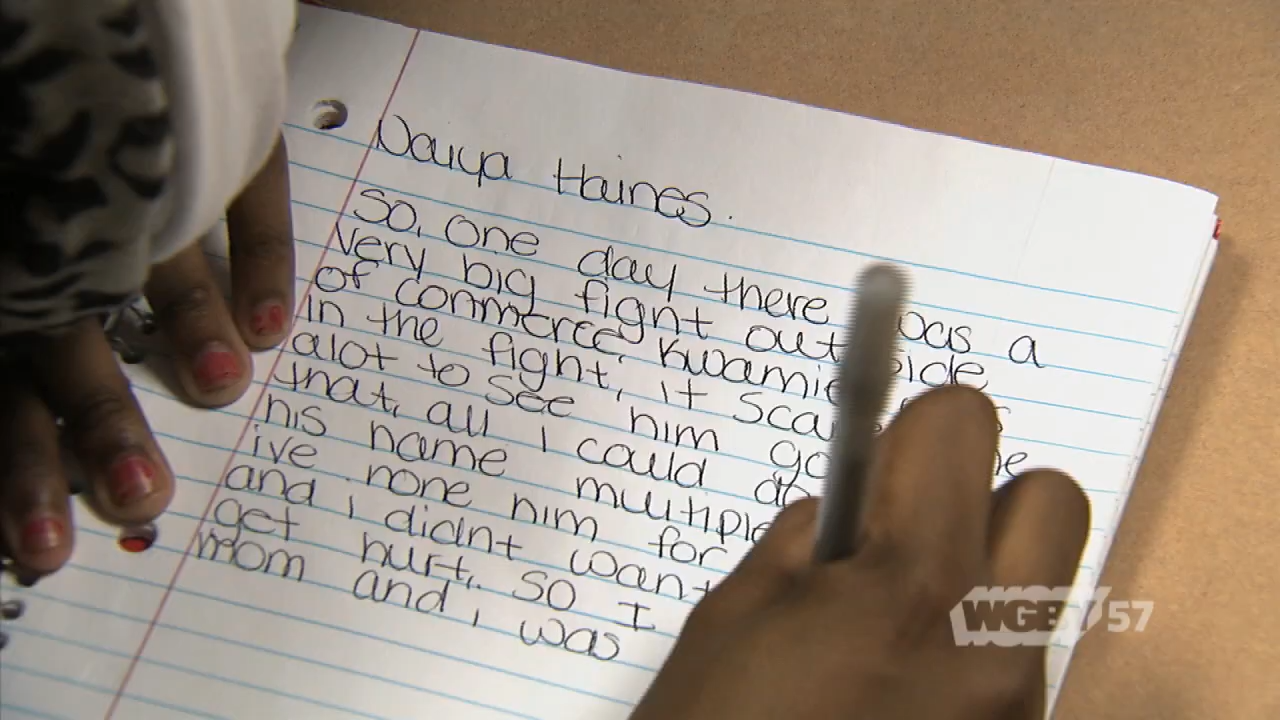 Naiya Haines.
So, one day there was a
very big fight outside
of commerce. Kwamie
in the fight, it sca
alot to see him go
that, all I could do
his name multiple
ive none him for
and i didnt want
get hurt, so I
mom and i was
WGBY 57